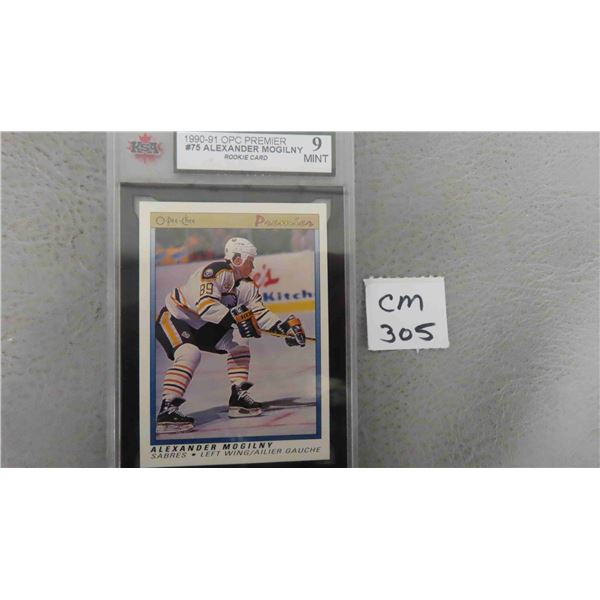 KSA
1990-91 OPC PREMIER
#75 ALEXANDER MOGILNY
ROOKIE CARD
9
MINT
O-Pee-Chee
Premier
89
Kitch
ALEXANDER MOGILNY
SABRES • LEFT WING/AILIER GAUCHE
CM
305